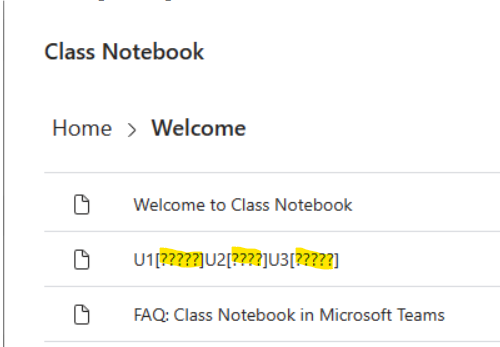 Class Notebook
Home > Welcome
Welcome to Class Notebook
U1[?????]U2[????]U3[?????]
FAQ: Class Notebook in Microsoft Teams